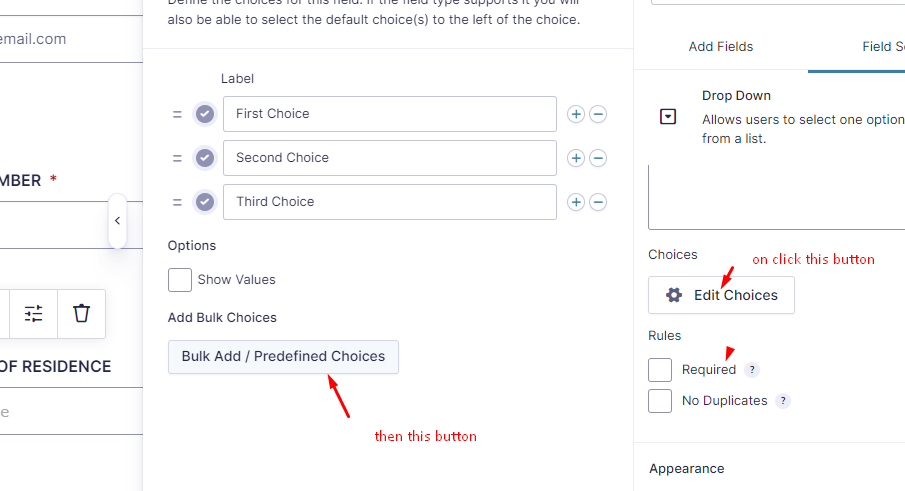 Define the choices for this field. If the field type supports it you will
also be able to select the default choice(s) to the left of the choice.
email.com
Label
First Choice
Second Choice
Third Choice
MBER *
Options
Show Values
Add Bulk Choices
Bulk Add / Predefined Choices
then this button
OF RESIDENCE
e
Add Fields
Field Se
Drop Down
Allows users to select one option
from a list.
Choices
on click this button
Edit Choices
Rules
Required ?
No Duplicates ?
Appearance